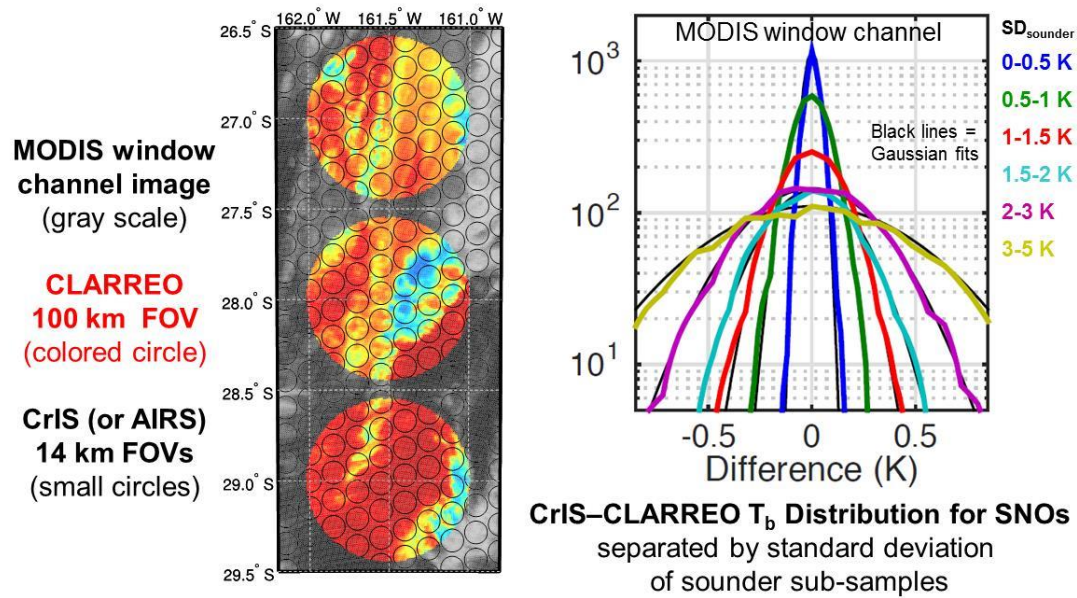 MODIS window
channel image
(gray scale)
CLARREO
100 km FOV
(colored circle)
CrIS (or AIRS)
14 km FOVs
(small circles)
162.0° W 161.5° W 161.0° W
26.5° S
27.0° S
27.5° S
28.0° S
28.5° S
29.0° S
29.5° S
MODIS window channel
Black lines =
Gaussian fits
10³
10²
10¹
-0.5 0 0.5
Difference (K)
SDsounder
0-0.5 K
0.5-1 K
1-1.5 K
1.5-2 K
2-3 K
3-5 K
CrIS–CLARREO Tb Distribution for SNOs
separated by standard deviation
of sounder sub-samples